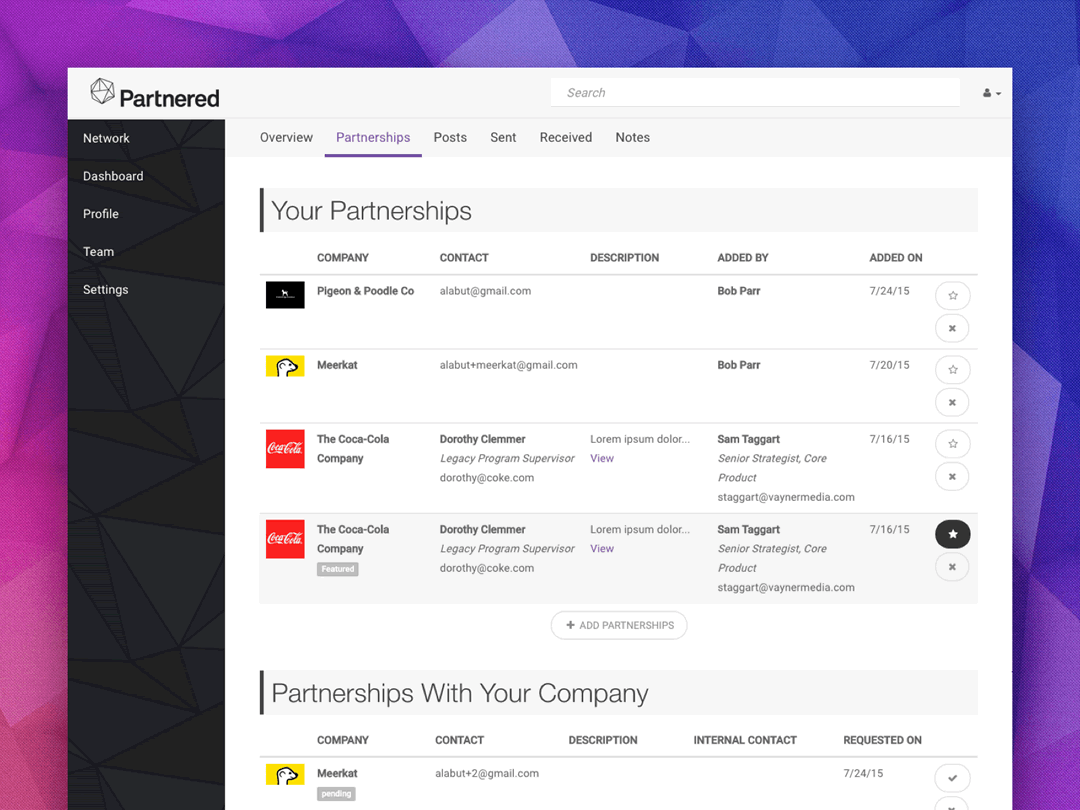 Partnered
Search
Network
Dashboard
Profile
Team
Settings
Overview Partnerships Posts Sent Received Notes
Your Partnerships
COMPANY CONTACT DESCRIPTION ADDED BY ADDED ON
Pigeon & Poodle Co alabut@gmail.com Bob Parr 7/24/15
Meerkat alabut+meerkat@gmail.com Bob Parr 7/20/15
Coca-Cola
The Coca-Cola Dorothy Clemmer Lorem ipsum dolor... Sam Taggart 7/16/15
Company Legacy Program Supervisor View Senior Strategist, Core
dorothy@coke.com Product
staggart@vaynermedia.com
Coca-Cola
The Coca-Cola Dorothy Clemmer Lorem ipsum dolor... Sam Taggart 7/16/15
Company Legacy Program Supervisor View Senior Strategist, Core
Featured dorothy@coke.com Product
staggart@vaynermedia.com
ADD PARTNERSHIPS
Partnerships With Your Company
COMPANY CONTACT DESCRIPTION INTERNAL CONTACT REQUESTED ON
Meerkat alabut+2@gmail.com 7/24/15
pending